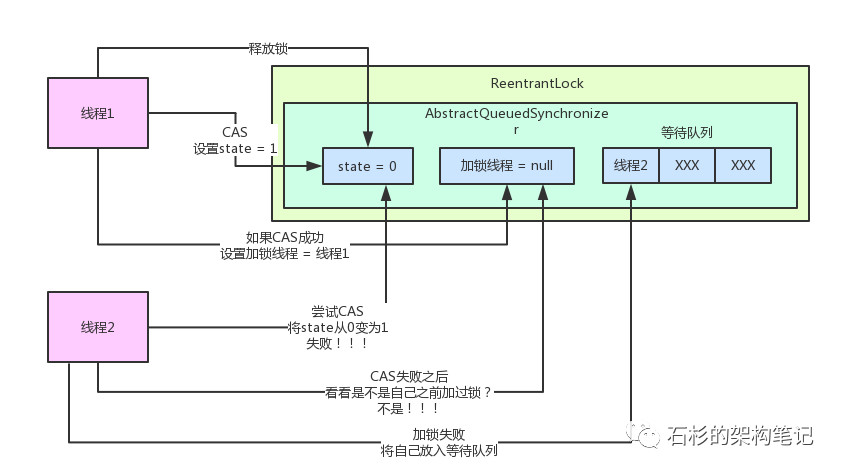 释放锁
ReentrantLock
线程1
CAS
设置state = 1
AbstractQueuedSynchronize
r
等待队列
state = 0
加锁线程 = null
线程2
XXX
XXX
如果CAS成功
设置加锁线程 = 线程1
线程2
尝试CAS
将state从0变为1
失败！！！
CAS失败之后
看看是不是自己之前加过锁？
不是！！！
加锁失败
将自己放入等待队列
石杉的架构笔记